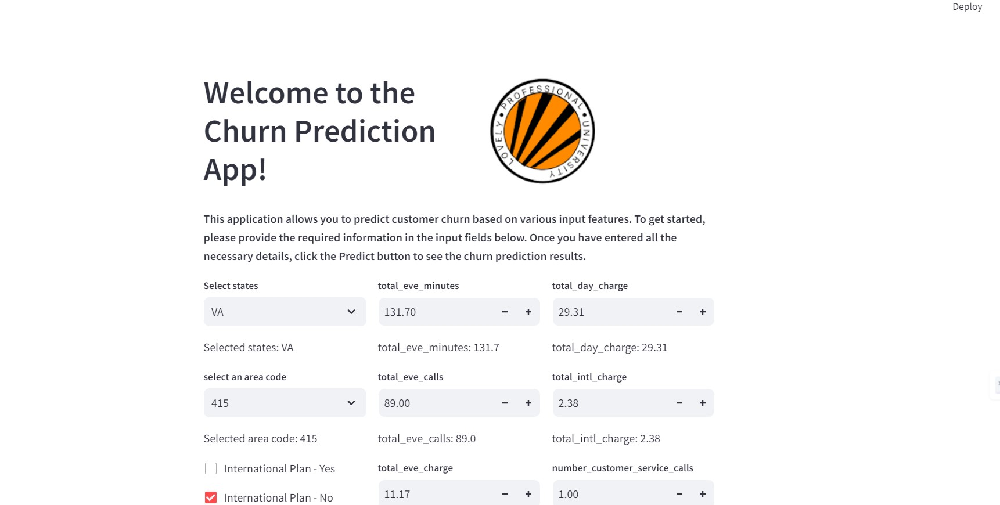 Deploy
Welcome to the
Churn Prediction
App!
LOVELY • PROFESSIONAL • UNIVERSITY
This application allows you to predict customer churn based on various input features. To get started,
please provide the required information in the input fields below. Once you have entered all the
necessary details, click the Predict button to see the churn prediction results.
Select states
VA
Selected states: VA
select an area code
415
Selected area code: 415
International Plan - Yes
International Plan - No
total_eve_minutes
131.70
total_eve_minutes: 131.7
total_eve_calls
89.00
total_eve_calls: 89.0
total_eve_charge
11.17
total_day_charge
29.31
total_day_charge: 29.31
total_intl_charge
2.38
total_intl_charge: 2.38
number_customer_service_calls
1.00